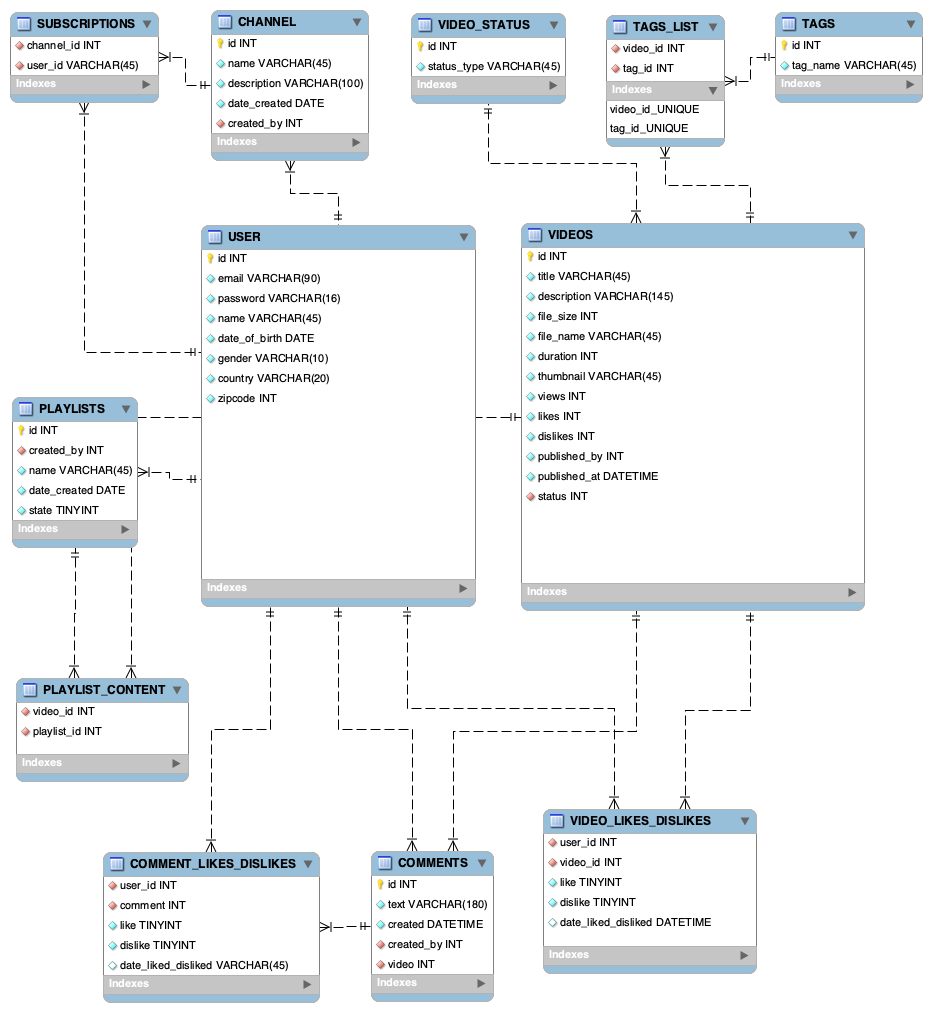 SUBSCRIPTIONS
channel_id INT
user_id VARCHAR(45)
Indexes
CHANNEL
id INT
name VARCHAR(45)
description VARCHAR(100)
date_created DATE
created_by INT
Indexes
VIDEO_STATUS
id INT
status_type VARCHAR(45)
Indexes
TAGS_LIST
video_id INT
tag_id INT
Indexes
video_id_UNIQUE
tag_id_UNIQUE
TAGS
id INT
tag_name VARCHAR(45)
Indexes
USER
id INT
email VARCHAR(90)
password VARCHAR(16)
name VARCHAR(45)
date_of_birth DATE
gender VARCHAR(10)
country VARCHAR(20)
zipcode INT
Indexes
VIDEOS
id INT
title VARCHAR(45)
description VARCHAR(145)
file_size INT
file_name VARCHAR(45)
duration INT
thumbnail VARCHAR(45)
views INT
likes INT
dislikes INT
published_by INT
published_at DATETIME
status INT
Indexes
PLAYLISTS
id INT
created_by INT
name VARCHAR(45)
date_created DATE
state TINYINT
Indexes
PLAYLIST_CONTENT
video_id INT
playlist_id INT
Indexes
COMMENT_LIKES_DISLIKES
user_id INT
comment INT
like TINYINT
dislike TINYINT
date_liked_disliked VARCHAR(45)
Indexes
COMMENTS
id INT
text VARCHAR(180)
created DATETIME
created_by INT
video INT
Indexes
VIDEO_LIKES_DISLIKES
user_id INT
video_id INT
like TINYINT
dislike TINYINT
date_liked_disliked DATETIME
Indexes